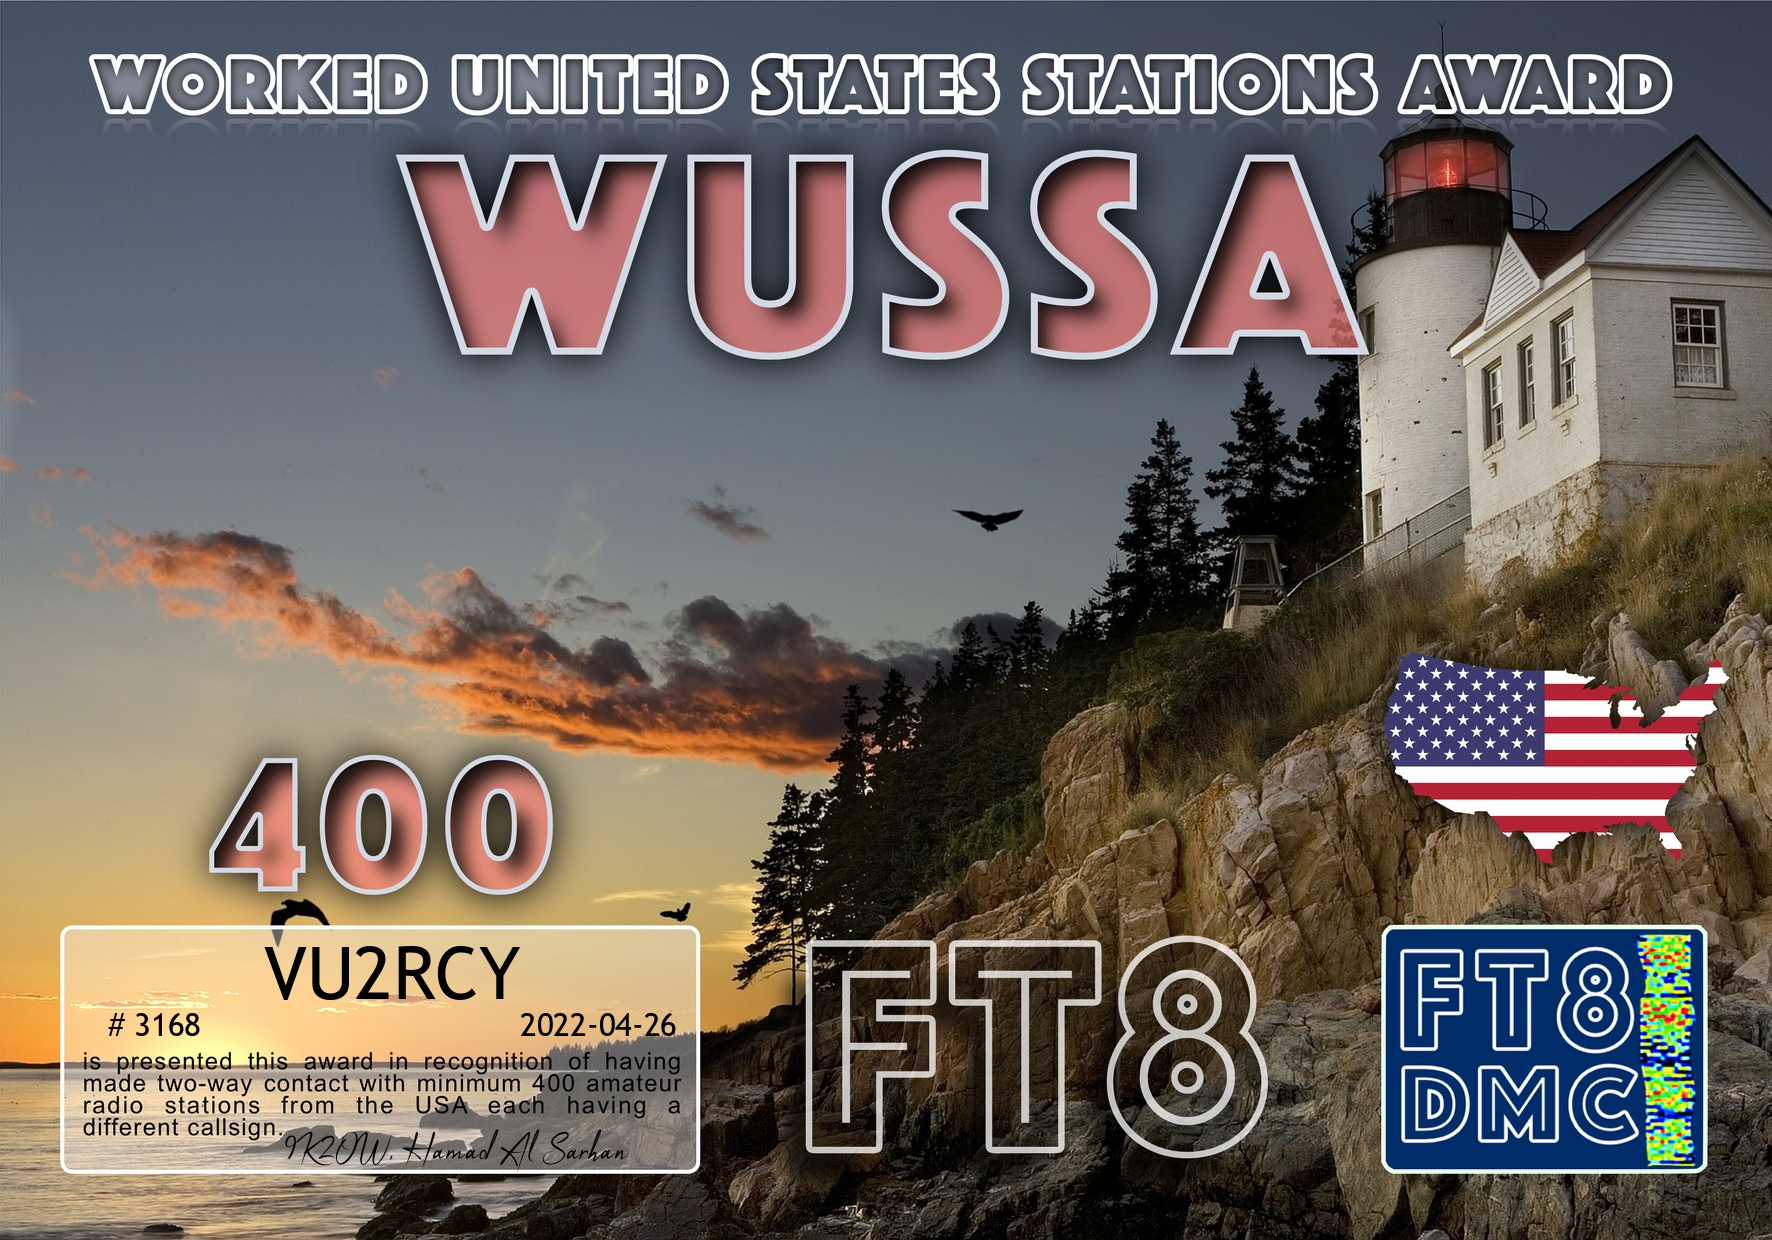 WORKED UNITED STATES STATIONS AWARD
WUSSA
400
VU2RCY
# 3168 2022-04-26
is presented this award in recognition of having
made two-way contact with minimum 400 amateur
radio stations from the USA each having a
different callsign.
9K2OW, Hamad Al Sarhan
FT8
FT8
DMC